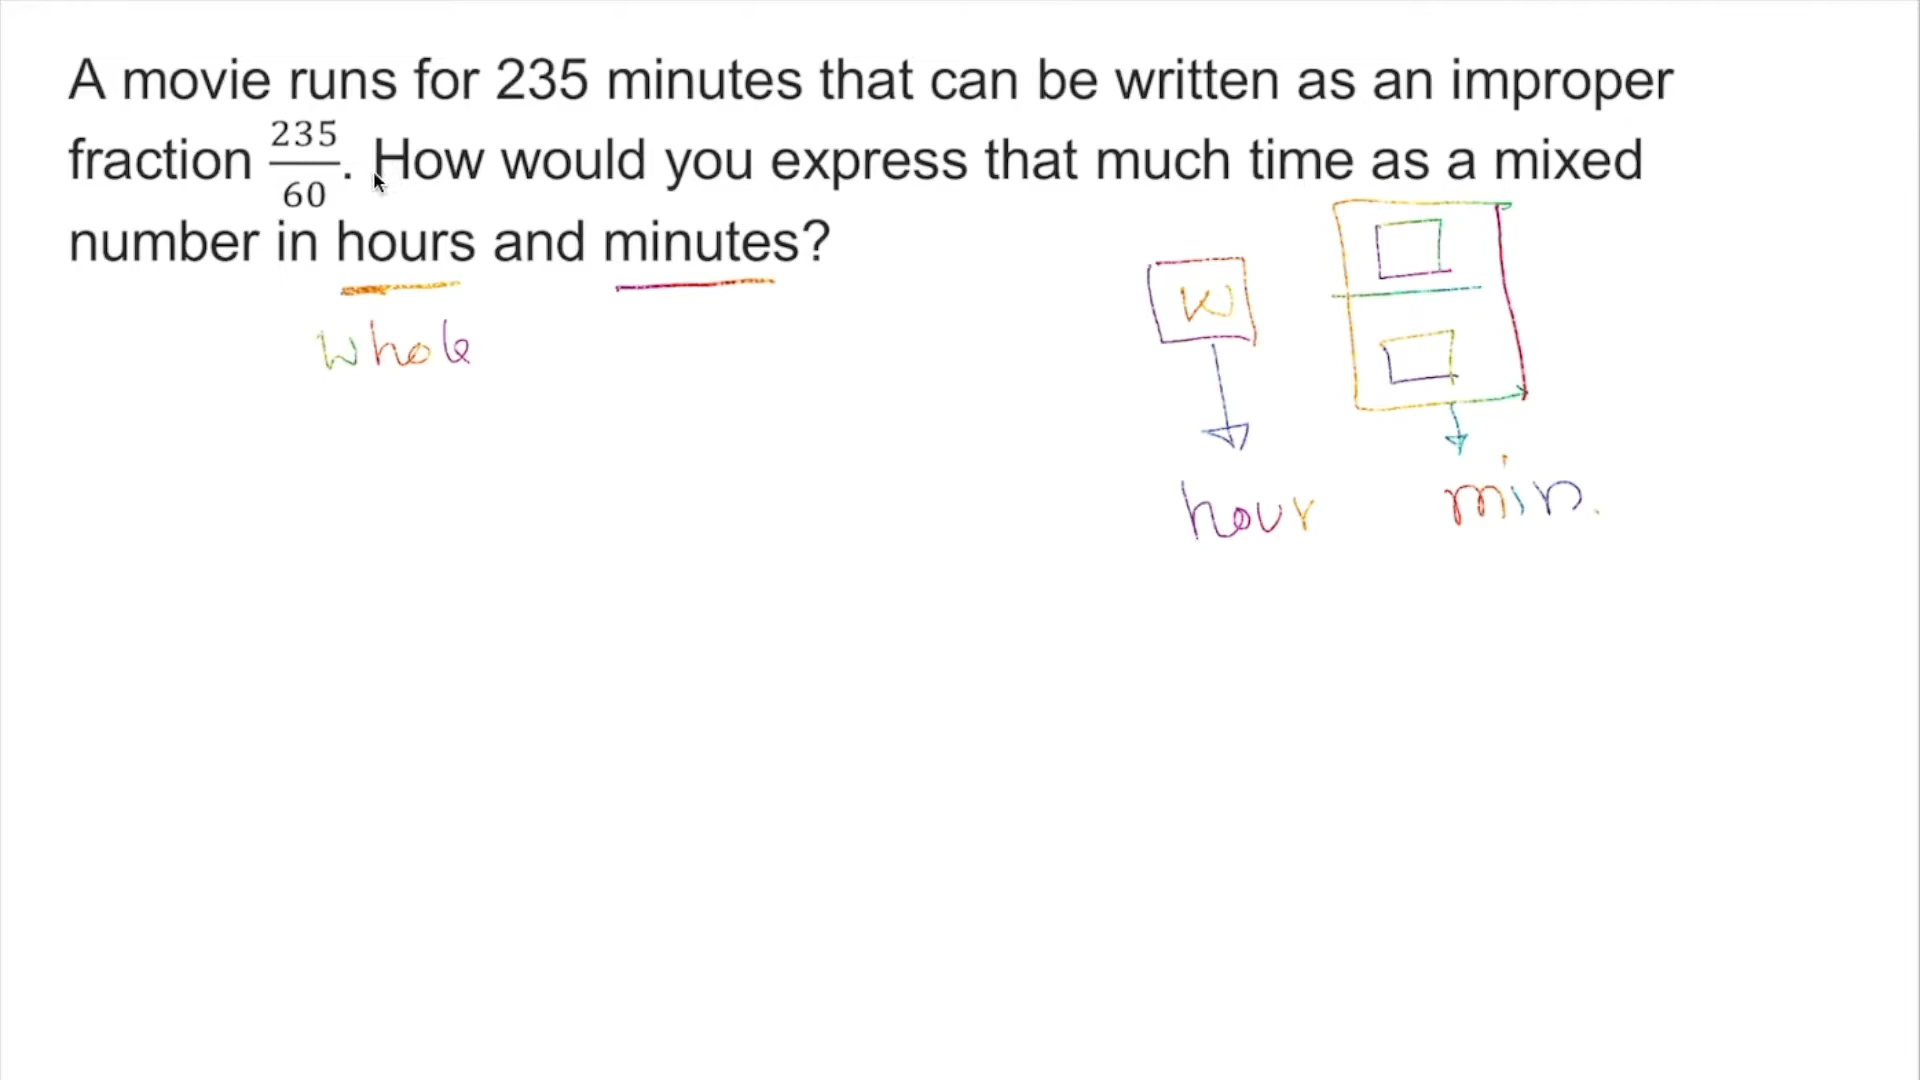 A movie runs for 235 minutes that can be written as an improper
fraction 235/60. How would you express that much time as a mixed
number in hours and minutes?
whole
W
hour min.